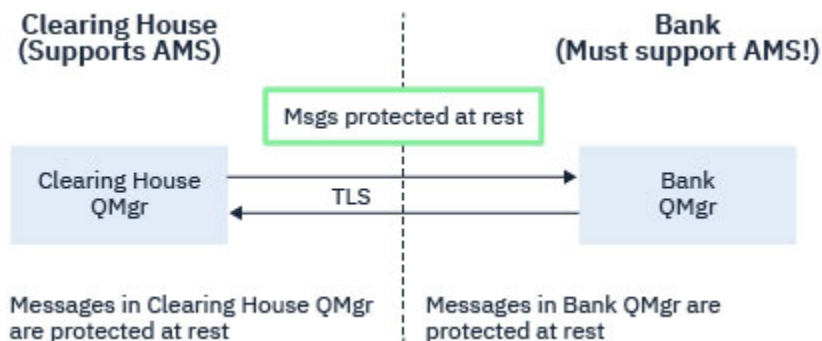 Clearing House
(Supports AMS)
Bank
(Must support AMS!)
Msgs protected at rest
Clearing House
QMgr
TLS
Bank
QMgr
Messages in Clearing House QMgr
are protected at rest
Messages in Bank QMgr are
protected at rest